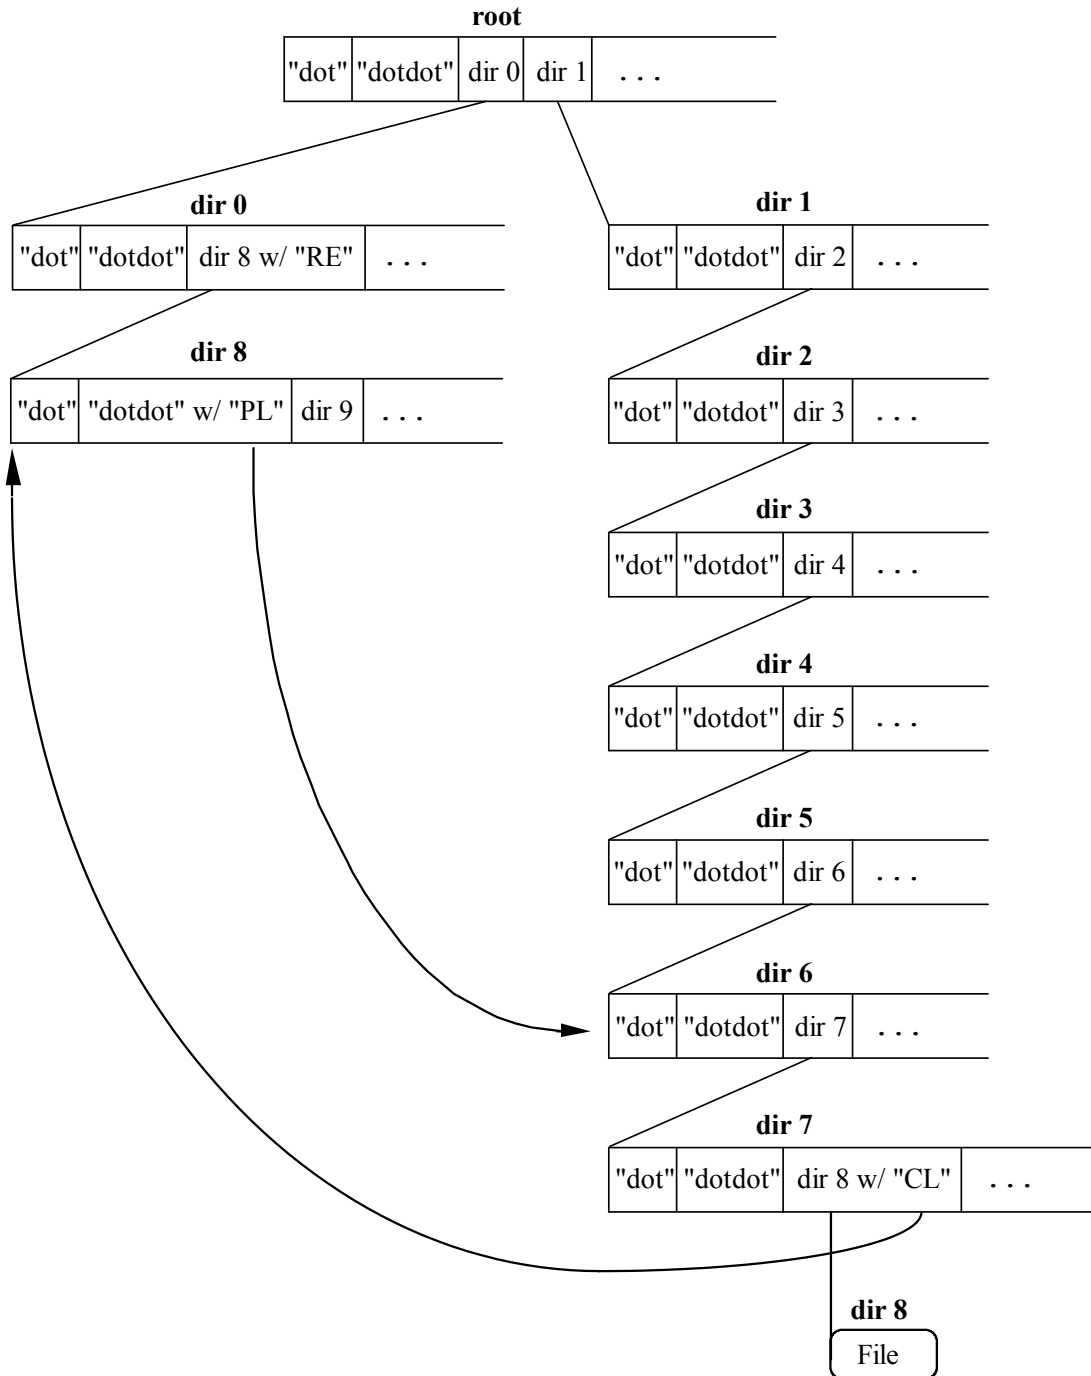 root
"dot" "dotdot" dir 0 dir 1 . . .
dir 0 dir 1
"dot" "dotdot" dir 8 w/ "RE" . . . "dot" "dotdot" dir 2 . . .
dir 8 dir 2
"dot" "dotdot" w/ "PL" dir 9 . . . "dot" "dotdot" dir 3 . . .
dir 3
"dot" "dotdot" dir 4 . . .
dir 4
"dot" "dotdot" dir 5 . . .
dir 5
"dot" "dotdot" dir 6 . . .
dir 6
"dot" "dotdot" dir 7 . . .
dir 7
"dot" "dotdot" dir 8 w/ "CL" . . .
dir 8
File